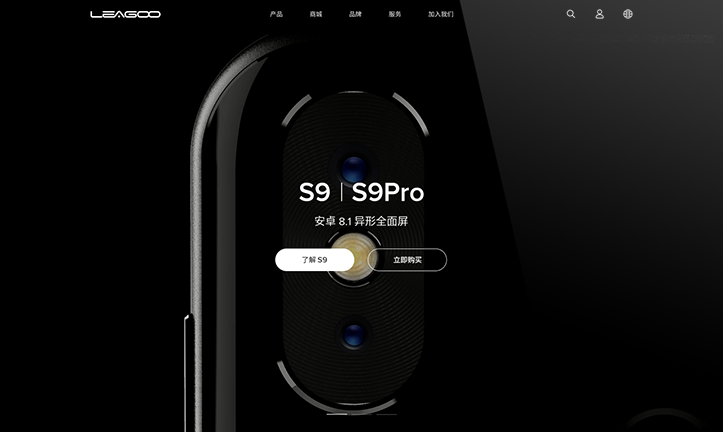 LEAGOO
产品 商城 品牌 服务 加入我们
S9 | S9Pro
安卓 8.1 异形全面屏
了解 S9 立即购买